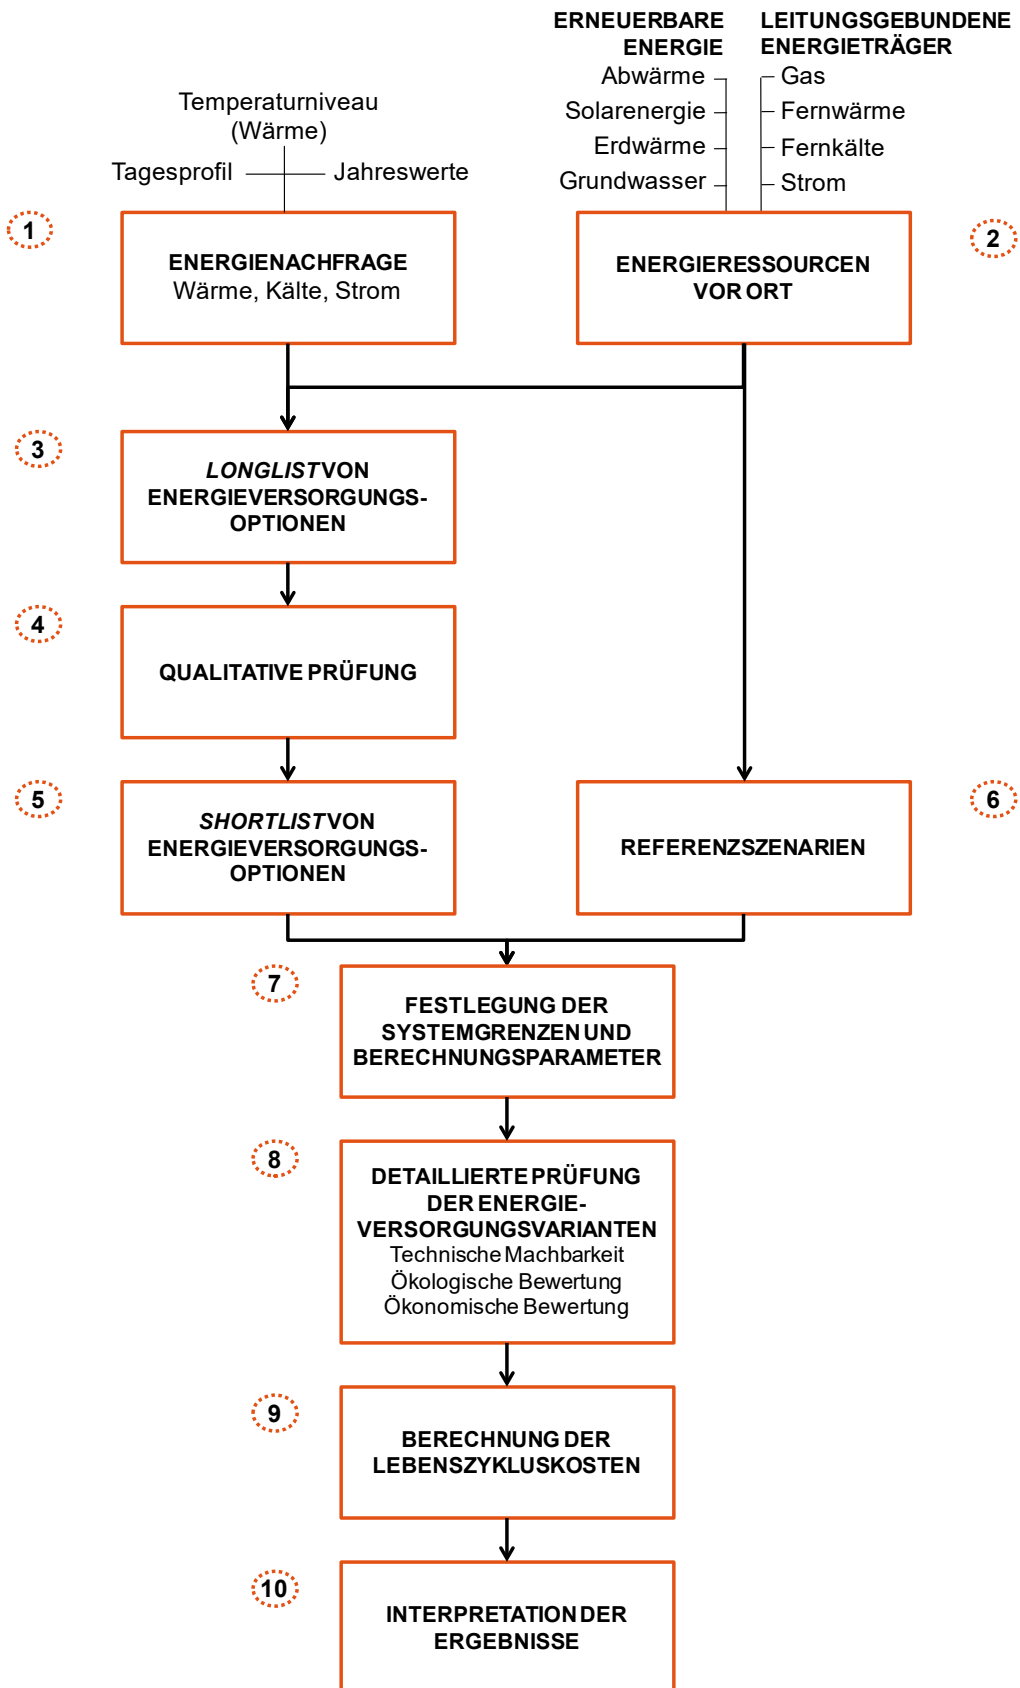 ERNEUERBARE
ENERGIE
LEITUNGSGEBUNDENE
ENERGIETRÄGER
Abwärme
Solarenergie
Erdwärme
Grundwasser
Gas
Fernwärme
Fernkälte
Strom
Temperaturniveau
(Wärme)
Tagesprofil
Jahreswerte
1
ENERGIENACHFRAGE
Wärme, Kälte, Strom
2
ENERGIERESSOURCEN
VOR ORT
3
LONGLIST VON
ENERGIEVERSORGUNGS-
OPTIONEN
4
QUALITATIVE PRÜFUNG
5
SHORTLIST VON
ENERGIEVERSORGUNGS-
OPTIONEN
6
REFERENZSZENARIEN
7
FESTLEGUNG DER
SYSTEMGRENZEN UND
BERECHNUNGSPARAMETER
8
DETAILLIERTE PRÜFUNG
DER ENERGIE-
VERSORGUNGSVARIANTEN
Technische Machbarkeit
Ökologische Bewertung
Ökonomische Bewertung
9
BERECHNUNG DER
LEBENSZYKLUSKOSTEN
10
INTERPRETATION DER
ERGEBNISSE